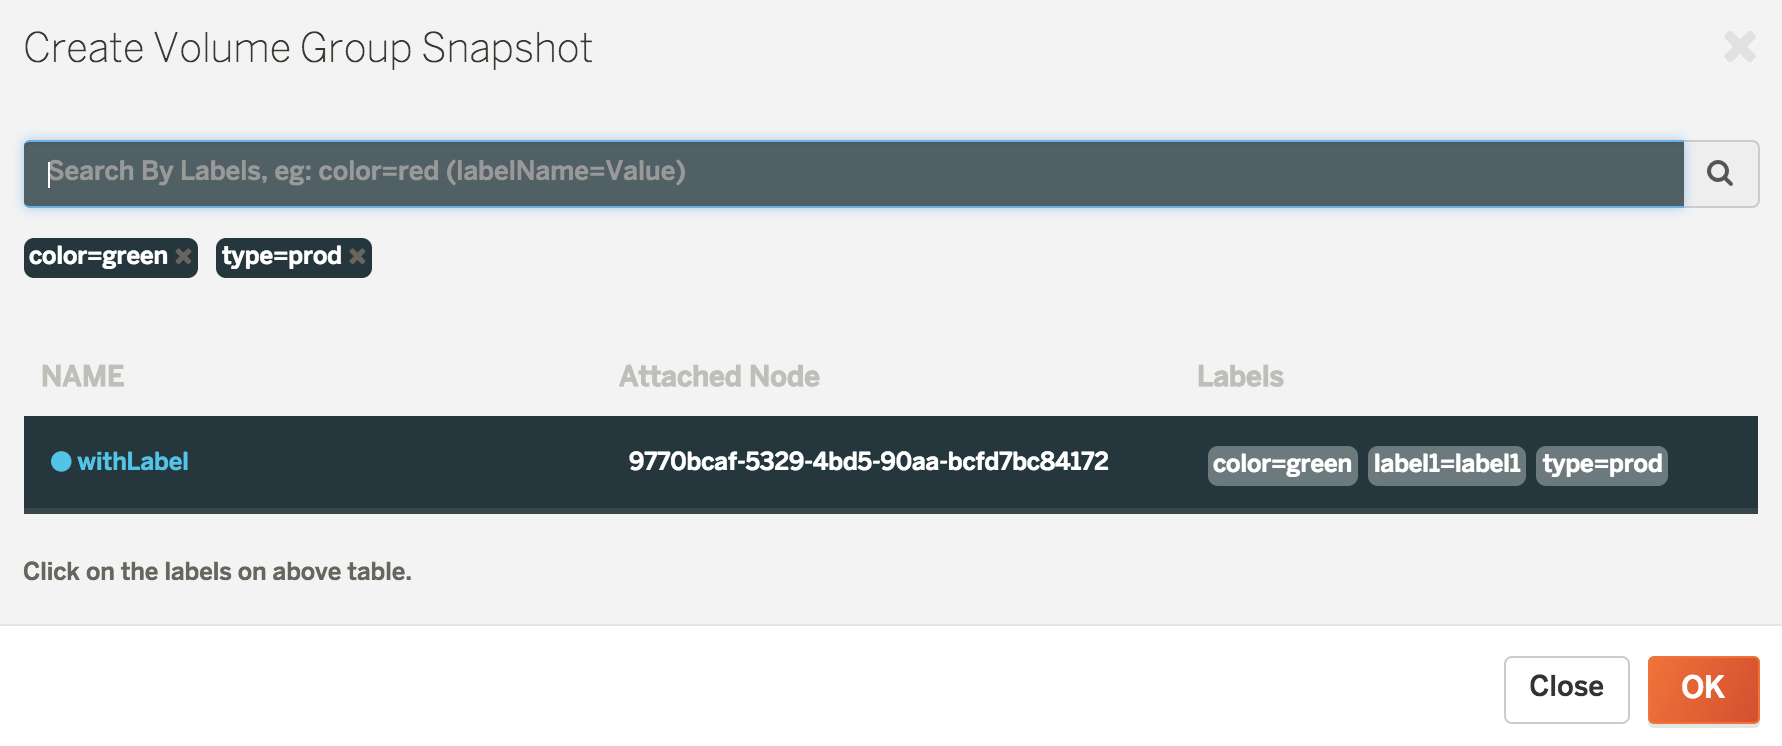 Create Volume Group Snapshot
Search By Labels, eg: color=red (labelName=Value)
color=green type=prod
NAME Attached Node Labels
withLabel 9770bcaf-5329-4bd5-90aa-bcfd7bc84172 color=green label1=label1 type=prod
Click on the labels on above table.
Close OK